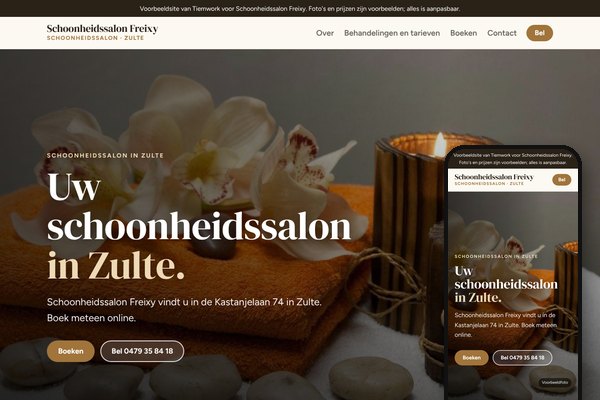 Voorbeeldsite van Tiemwork voor Schoonheidssalon Freixy. Foto's en prijzen zijn voorbeelden; alles is aanpasbaar.
Schoonheidssalon Freixy
SCHOONHEIDSSALON · ZULTE
Over Behandelingen en tarieven Boeken Contact Bel
SCHOONHEIDSSALON IN ZULTE
Uw
schoonheidssalon
in Zulte.
Schoonheidssalon Freixy vindt u in de Kastanjelaan 74 in Zulte.
Boek meteen online.
Boeken Bel 0479 35 84 18
Voorbeeldsite van Tiemwork voor Schoonheidssalon Freixy.
Foto's en prijzen zijn voorbeelden; alles is aanpasbaar.
Schoonheidssalon Freixy
SCHOONHEIDSSALON · ZULTE
Bel
SCHOONHEIDSSALON IN ZULTE
Uw
schoonheidssalon
in Zulte.
Schoonheidssalon Freixy vindt u in de
Kastanjelaan 74 in Zulte. Boek meteen
online.
Boeken Bel 0479 35 84 18
Voorbeeldfoto